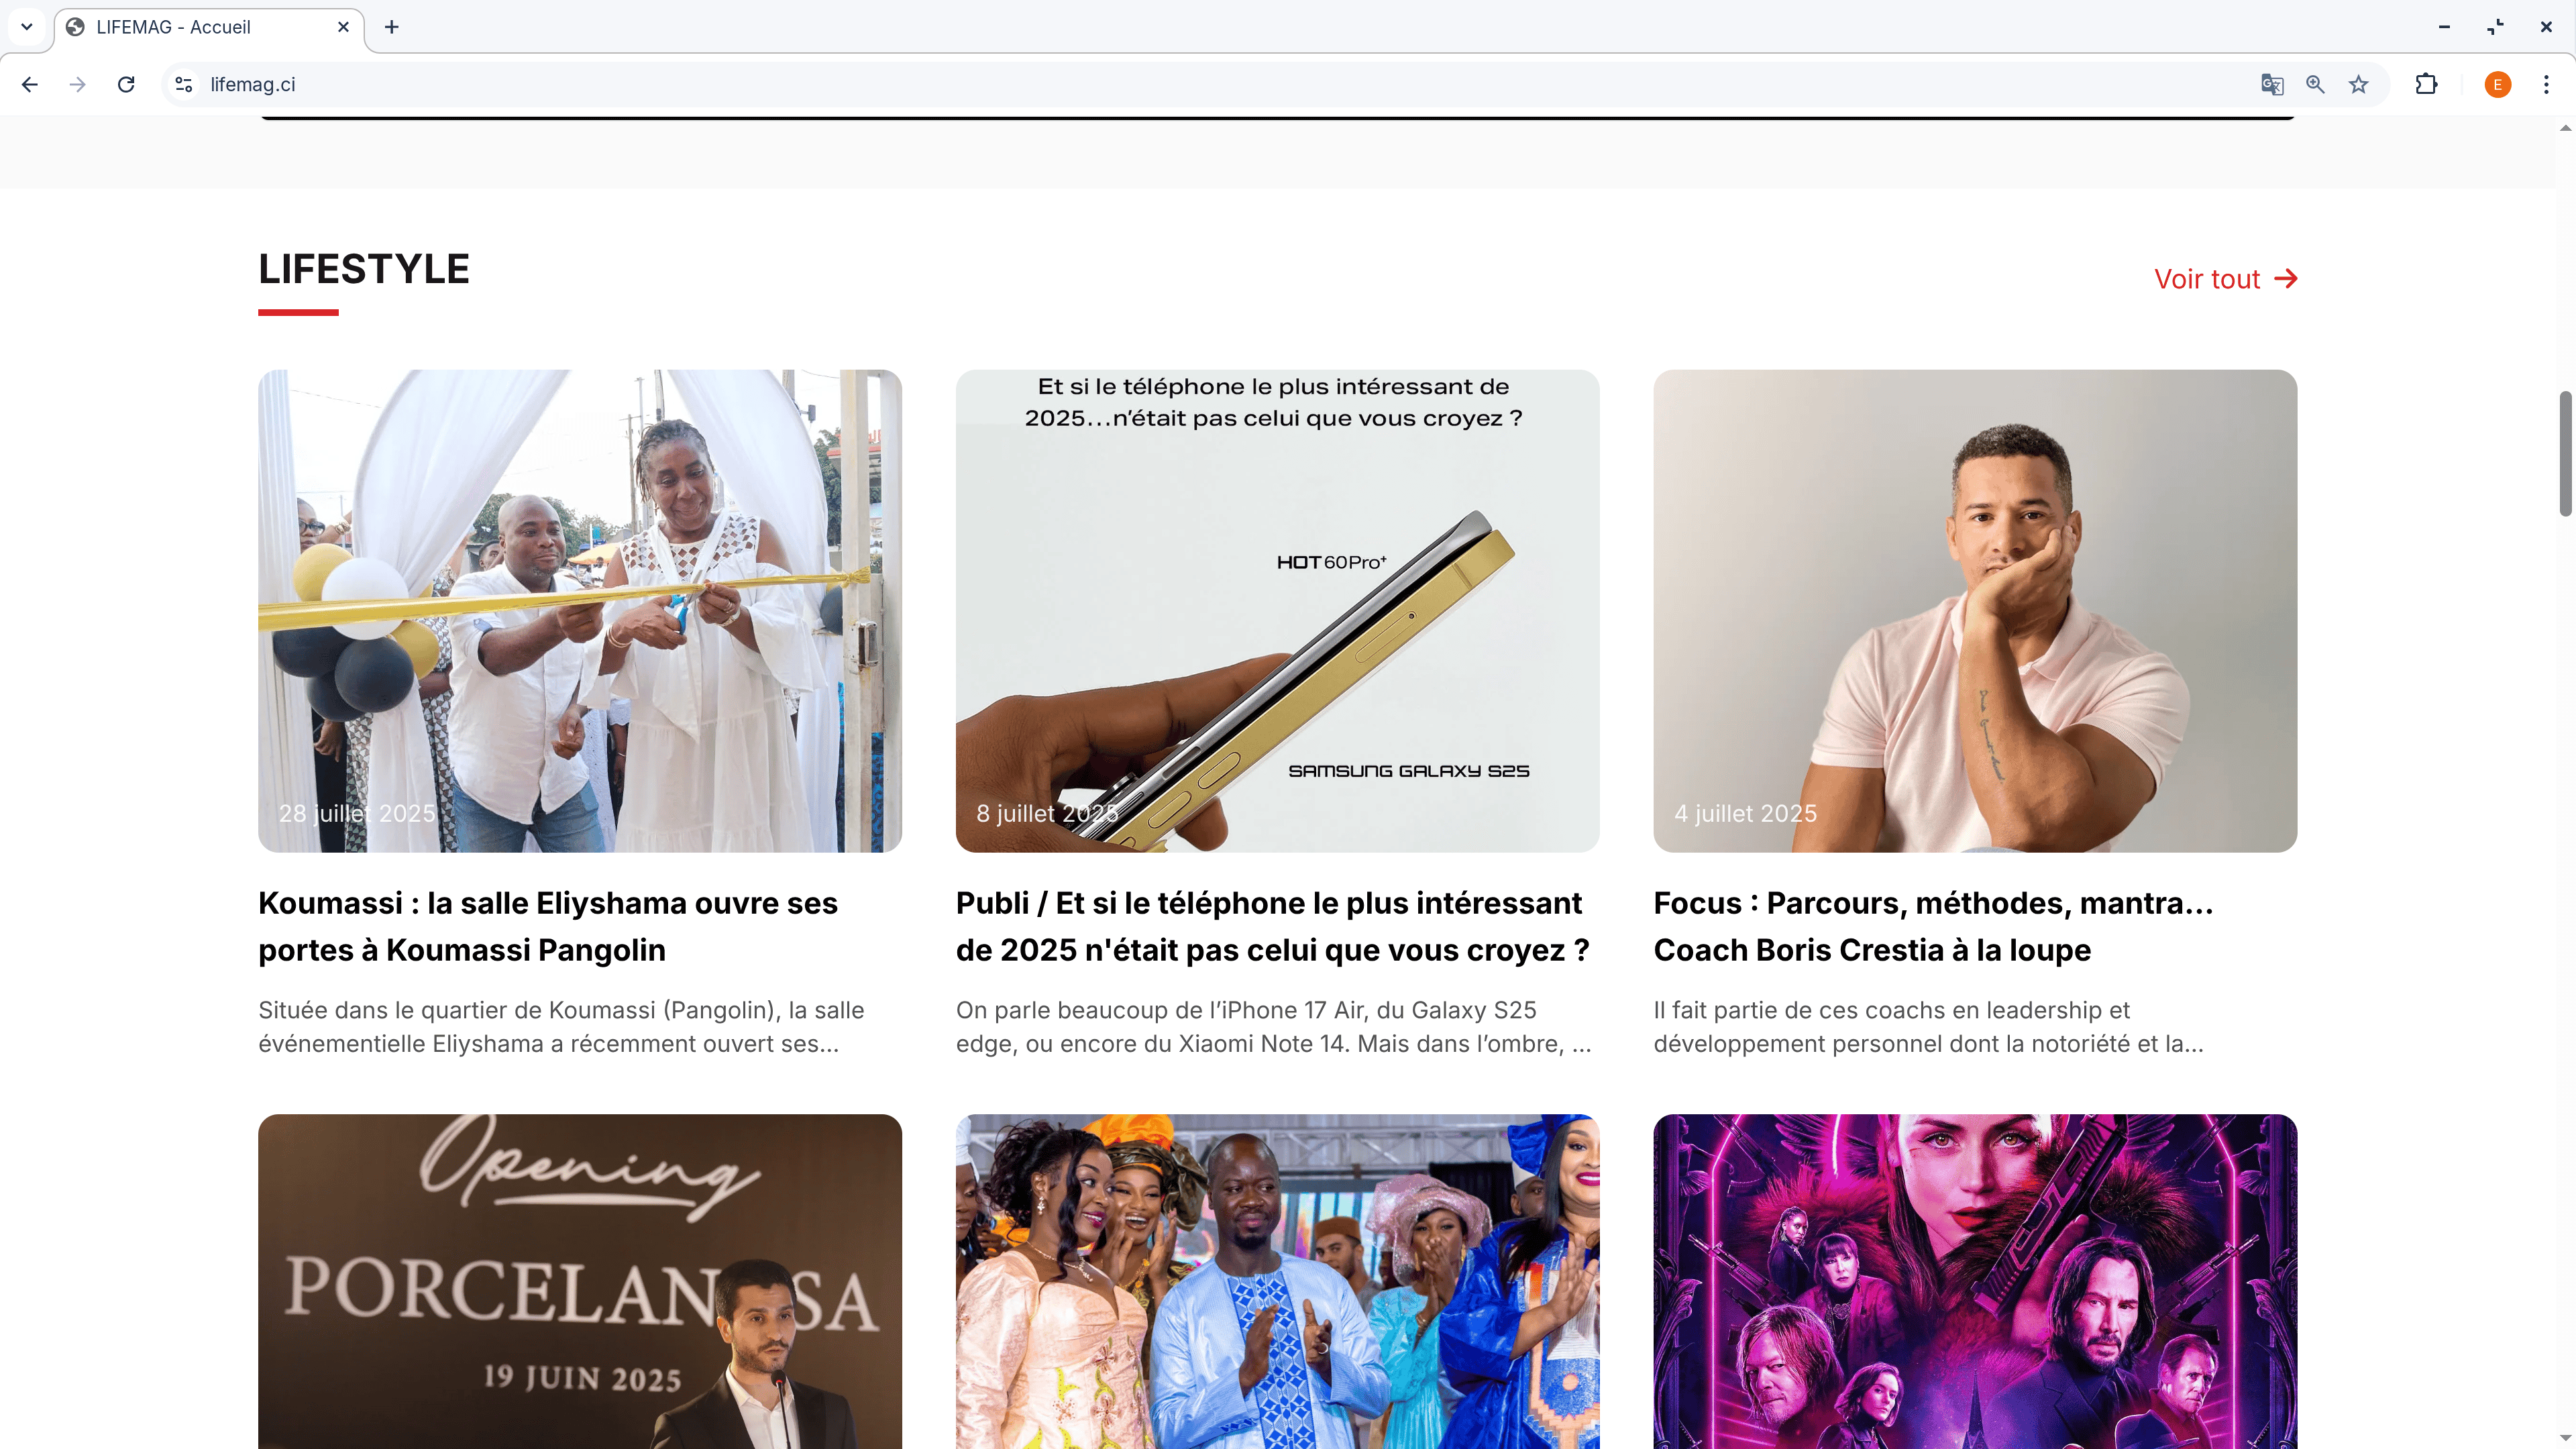 LIFEMAG - Accueil
lifemag.ci
E
LIFESTYLE
Voir tout
28 juillet 2025
Et si le téléphone le plus intéressant de
2025...n'était pas celui que vous croyez ?
HOT60Pro+
SAMSUNG GALAXY S25
8 juillet 2025
4 juillet 2025
Koumassi : la salle Eliyshama ouvre ses
portes à Koumassi Pangolin
Située dans le quartier de Koumassi (Pangolin), la salle
événementielle Eliyshama a récemment ouvert ses...
Publi / Et si le téléphone le plus intéressant
de 2025 n'était pas celui que vous croyez ?
On parle beaucoup de l’iPhone 17 Air, du Galaxy S25
edge, ou encore du Xiaomi Note 14. Mais dans l’ombre, ...
Focus : Parcours, méthodes, mantra...
Coach Boris Crestia à la loupe
Il fait partie de ces coachs en leadership et
développement personnel dont la notoriété et la...
Opening
PORCELAN SA
19 JUIN 2025